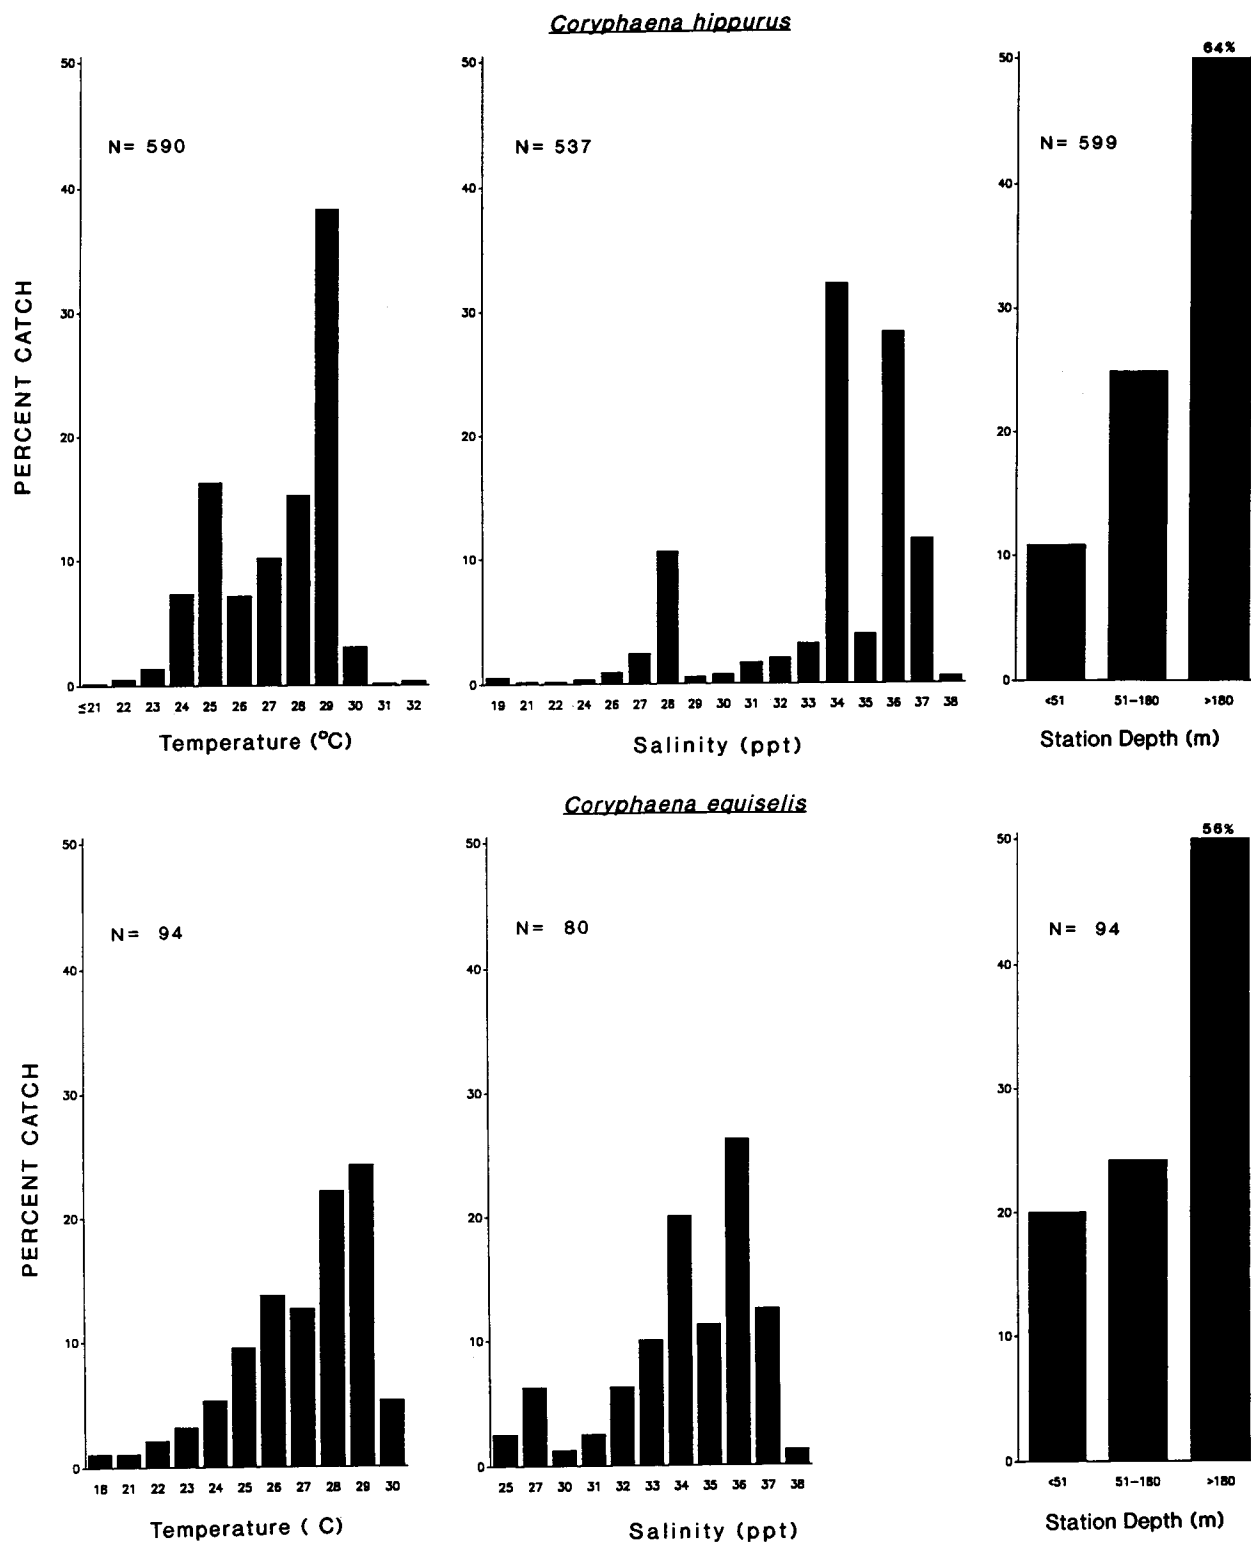 Coryphaena hippurus
PERCENT CATCH
50
40
30
20
10
0
N= 590
≤21 22 23 24 25 26 27 28 29 30 31 32
Temperature (°C)
50
40
30
20
10
0
N= 537
19 21 22 24 26 27 28 29 30 31 32 33 34 35 36 37 38
Salinity (ppt)
64%
50
40
30
20
10
0
N= 599
<51 51-180 >180
Station Depth (m)
Coryphaena equiselis
PERCENT CATCH
50
40
30
20
10
0
N= 94
18 21 22 23 24 25 26 27 28 29 30
Temperature ( C)
50
40
30
20
10
0
N= 80
25 27 30 31 32 33 34 35 36 37 38
Salinity (ppt)
56%
50
40
30
20
10
0
N= 94
<51 51-180 >180
Station Depth (m)